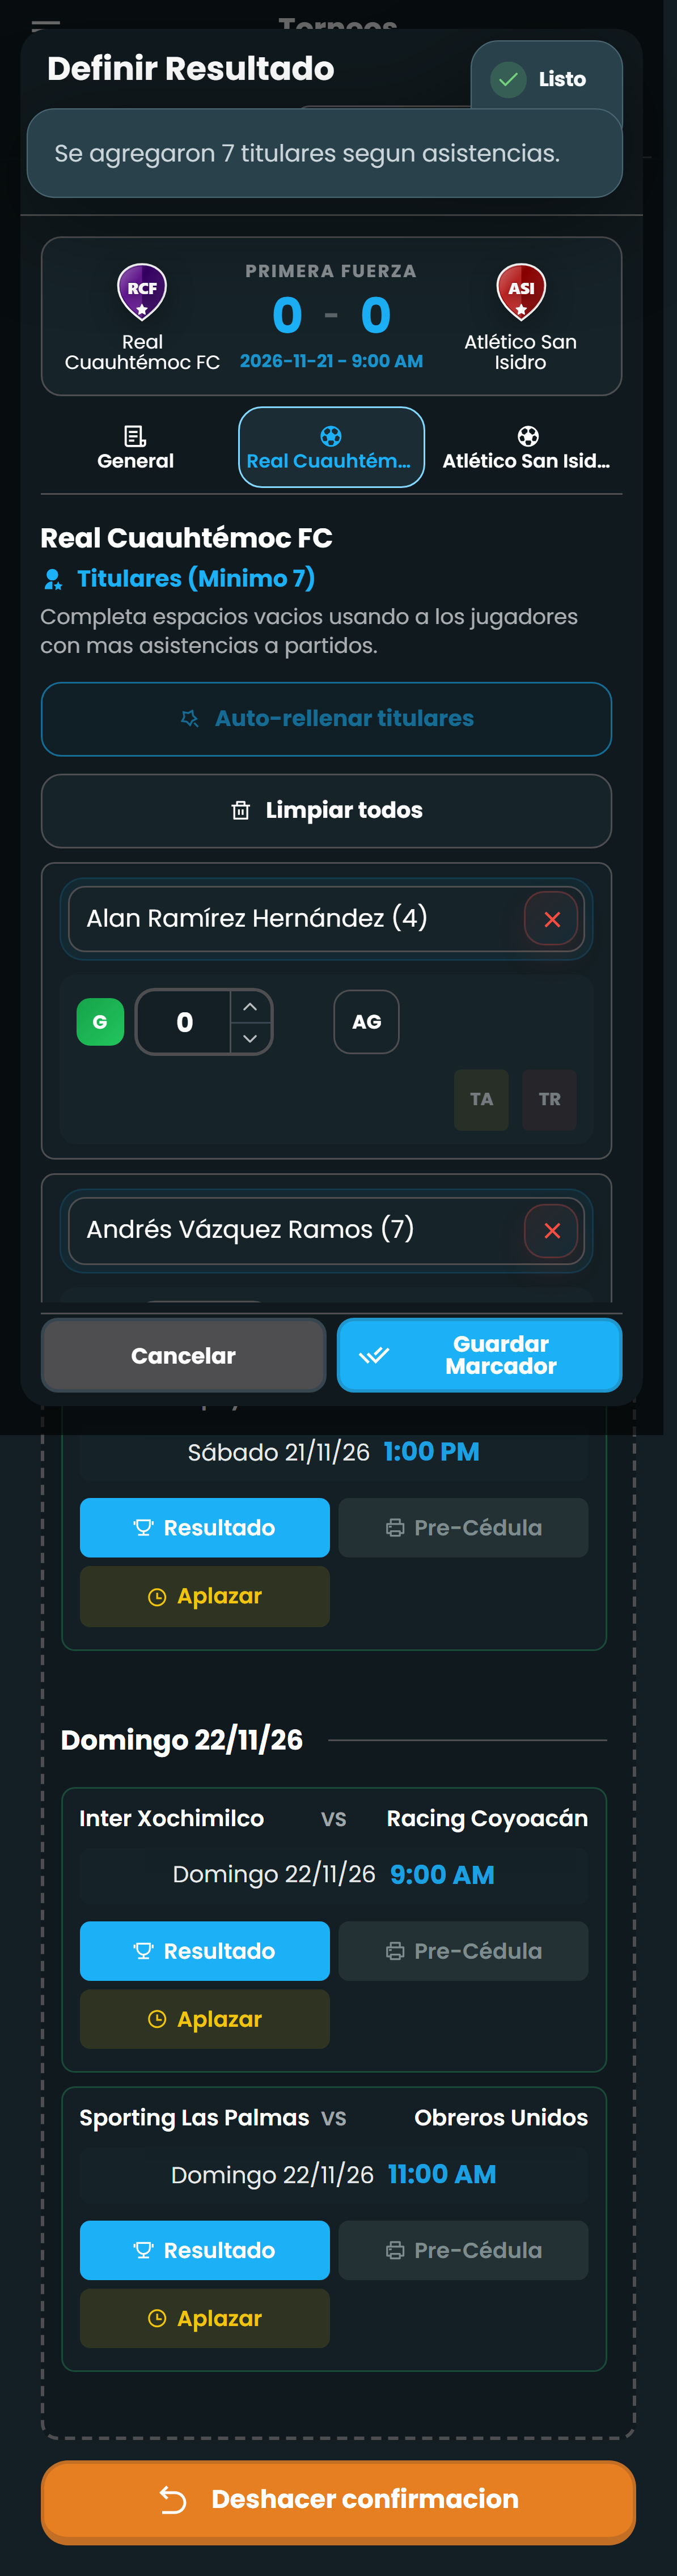 Torneos
Definir Resultado
Listo
Se agregaron 7 titulares segun asistencias.
PRIMERA FUERZA
RCF
0 - 0
ASI
Real
Cuauhtémoc FC
2026-11-21 - 9:00 AM
Atlético San
Isidro
General
Real Cuauhtém...
Atlético San Isid...
Real Cuauhtémoc FC
Titulares (Minimo 7)
Completa espacios vacios usando a los jugadores
con mas asistencias a partidos.
Auto-rellenar titulares
Limpiar todos
Alan Ramírez Hernández (4)
G
0
AG
TA
TR
Andrés Vázquez Ramos (7)
Cancelar
Guardar
Marcador
Sábado 21/11/26 1:00 PM
Resultado
Pre-Cédula
Aplazar
Domingo 22/11/26
Inter Xochimilco VS Racing Coyoacán
Domingo 22/11/26 9:00 AM
Resultado
Pre-Cédula
Aplazar
Sporting Las Palmas VS Obreros Unidos
Domingo 22/11/26 11:00 AM
Resultado
Pre-Cédula
Aplazar
Deshacer confirmacion